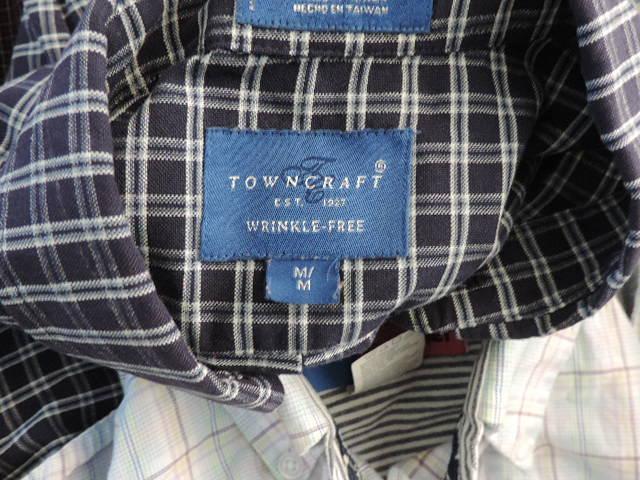 HECHO EN TAIWAN
TOWNCRAFT ®
EST. 1927
WRINKLE-FREE
M/
M